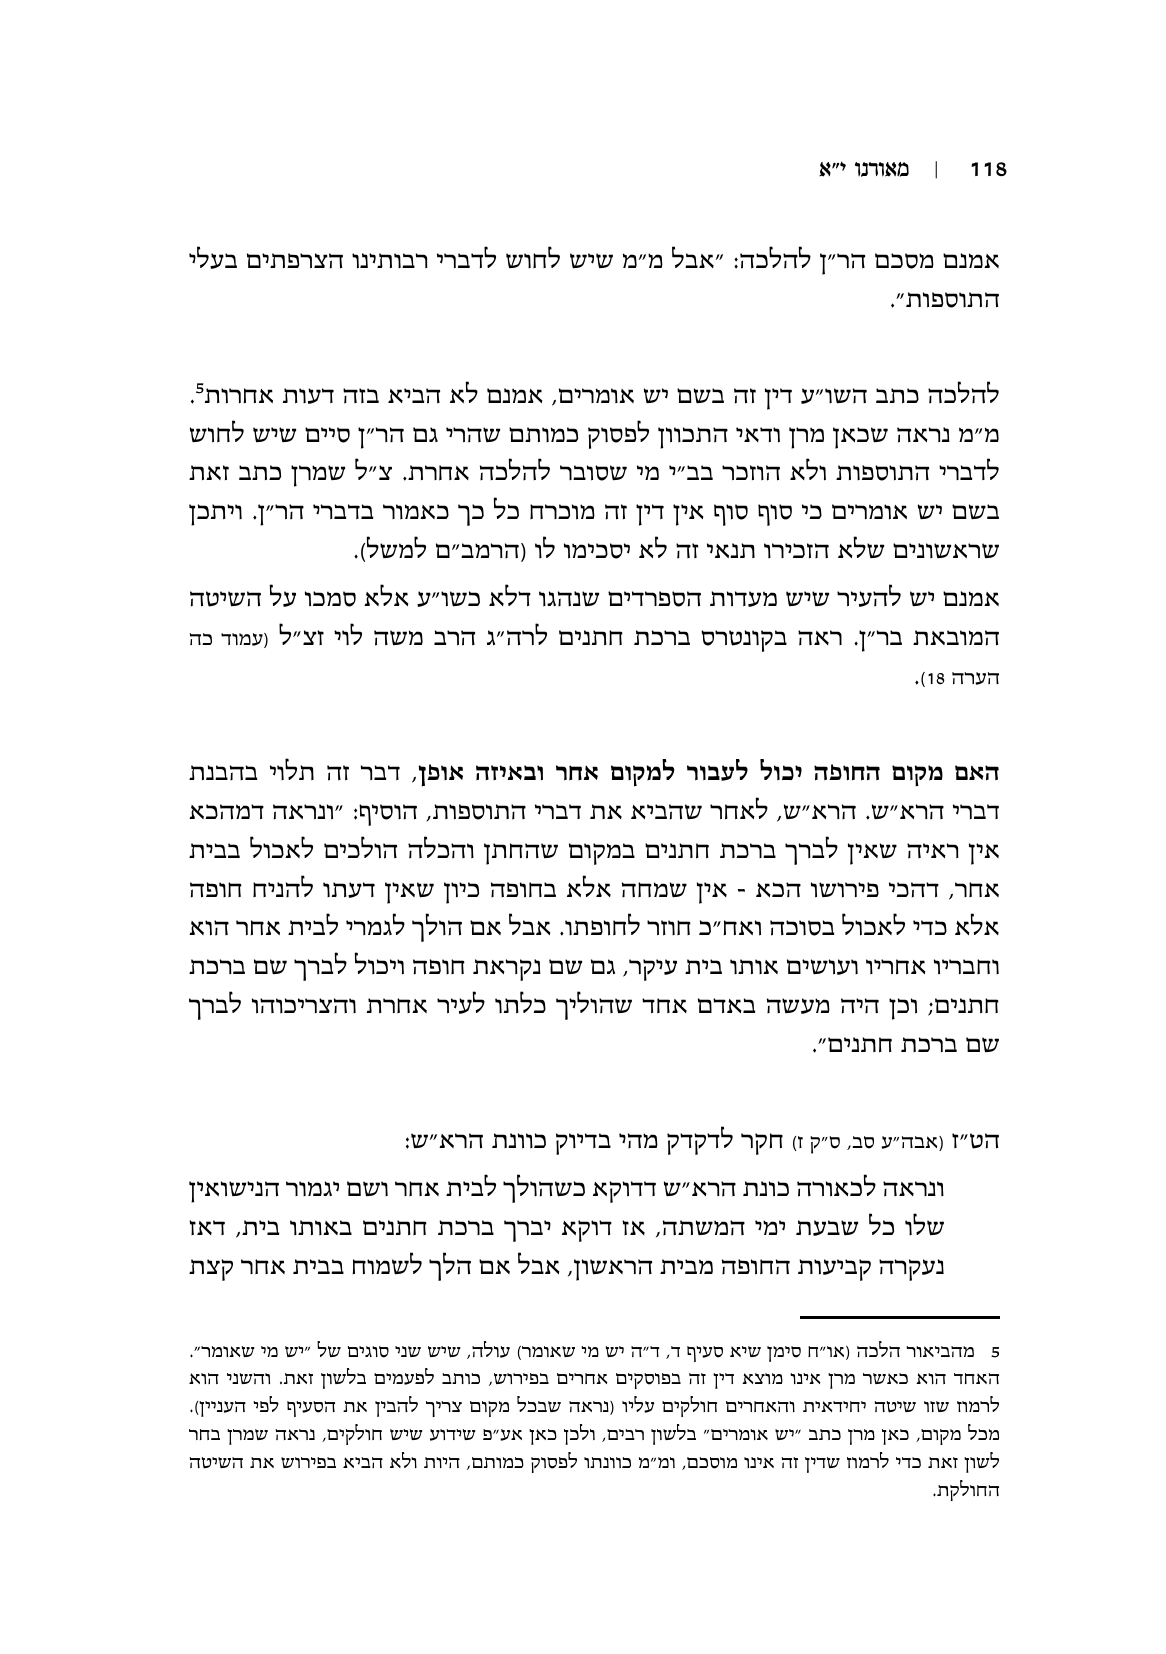 118 | מאורנו י״א
אמנם מסכם הר״ן להלכה: ״אבל מ״מ שיש לחוש לדברי רבותינו הצרפתים בעלי
התוספות״.
להלכה כתב השו״ע דין זה בשם יש אומרים, אמנם לא הביא בזה דעות אחרות5.
מ״מ נראה שכאן מרן ודאי התכוון לפסוק כמותם שהרי גם הר״ן סיים שיש לחוש
לדברי התוספות ולא הוזכר בב״י מי שסובר להלכה אחרת. צ״ל שמרן כתב זאת
בשם יש אומרים כי סוף סוף אין דין זה מוכרח כל כך כאמור בדברי הר״ן. ויתכן
שראשונים שלא הזכירו תנאי זה לא יסכימו לו (הרמב״ם למשל).
אמנם יש להעיר שיש מעדות הספרדים שנהגו דלא כשו״ע אלא סמכו על השיטה
המובאת בר״ן. ראה בקונטרס ברכת חתנים לרה״ג הרב משה לוי זצ״ל (עמוד כה
הערה 18).
האם מקום החופה יכול לעבור למקום אחר ובאיזה אופן, דבר זה תלוי בהבנת
דברי הרא״ש. הרא״ש, לאחר שהביא את דברי התוספות, הוסיף: ״ונראה דמהכא
אין ראיה שאין לברך ברכת חתנים במקום שהחתן והכלה הולכים לאכול בבית
אחר, דהכי פירושו הכא - אין שמחה אלא בחופה כיון שאין דעתו להניח חופה
אלא כדי לאכול בסוכה ואח״כ חוזר לחופתו. אבל אם הולך לגמרי לבית אחר הוא
וחבריו אחריו ועושים אותו בית עיקר, גם שם נקראת חופה ויכול לברך שם ברכת
חתנים; וכן היה מעשה באדם אחד שהוליך כלתו לעיר אחרת והצריכוהו לברך
שם ברכת חתנים״.
הט״ז (אבה״ע סב, ס״ק ז) חקר לדקדק מהי בדיוק כוונת הרא״ש:
ונראה לכאורה כונת הרא״ש דדוקא כשהולך לבית אחר ושם יגמור הנישואין
שלו כל שבעת ימי המשתה, אז דוקא יברך ברכת חתנים באותו בית, דאז
נעקרה קביעות החופה מבית הראשון, אבל אם הלך לשמוח בבית אחר קצת
5 מהביאור הלכה (או״ח סימן שיא סעיף ד, ד״ה יש מי שאומר) עולה, שיש שני סוגים של ״יש מי שאומר״.
האחד הוא כאשר מרן אינו מוצא דין זה בפוסקים אחרים בפירוש, כותב לפעמים בלשון זאת. והשני הוא
לרמוז שזו שיטה יחידאית והאחרים חולקים עליו (נראה שבכל מקום צריך להבין את הסעיף לפי העניין).
מכל מקום, כאן מרן כתב ״יש אומרים״ בלשון רבים, ולכן כאן אע״פ שידוע שיש חולקים, נראה שמרן בחר
לשון זאת כדי לרמוז שדין זה אינו מוסכם, ומ״מ כוונתו לפסוק כמותם, היות ולא הביא בפירוש את השיטה
החולקת.